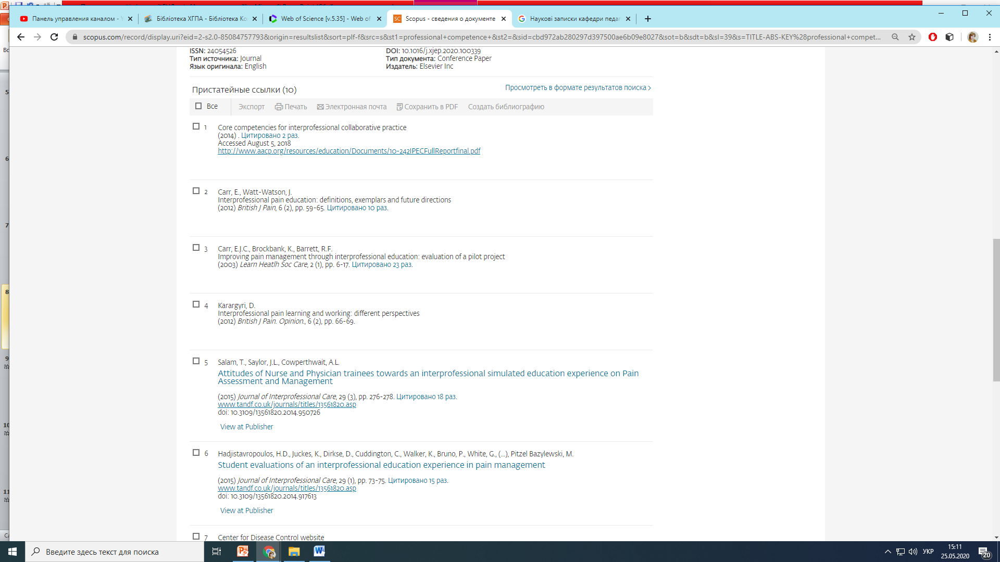 Панель управления каналом - Y
Бібліотека ХГПА - Бібліотека Ко
Web of Science [v.5.35] - Web of
SC Scopus - сведения о документе
Наукові записки кафедри педаг
scopus.com/record/display.uri?eid=2-s2.0-85084757793&origin=resultslist&sort=plf-f&src=s&st1=professional+competence+&st2=&sid=cbd972ab280297d397500ae6b09e8027&sot=b&sdt=b&sl=39&s=TITLE-ABS-KEY%28professional+compet...
ISSN: 24054526
DOI: 10.1016/j.xjep.2020.100339
Тип источника: Journal
Тип документа: Conference Paper
Язык оригинала: English
Издатель: Elsevier Inc
Пристатейные ссылки (10)
Просмотреть в формате результатов поиска >
Все
Экспорт
Печать
Электронная почта
Сохранить в PDF
Создать библиографию
1 Core competencies for interprofessional collaborative practice
(2014) . Цитировано 2 раз.
Accessed August 5, 2018
http://www.aacp.org/resources/education/Documents/10-242IPECFullReportfinal.pdf
2 Carr, E., Watt-Watson, J.
Interprofessional pain education: definitions, exemplars and future directions
(2012) British J Pain, 6 (2), pp. 59-65. Цитировано 10 раз.
3 Carr, E.J.C., Brockbank, K., Barrett, R.F.
Improving pain management through interprofessional education: evaluation of a pilot project
(2003) Learn Heatlh Soc Care, 2 (1), pp. 6-17. Цитировано 23 раз.
4 Karargyri, D.
Interprofessional pain learning and working: different perspectives
(2012) British J Pain. Opinion., 6 (2), pp. 66-69.
5 Salam, T., Saylor, J.L., Cowperthwait, A.L.
Attitudes of Nurse and Physician trainees towards an interprofessional simulated education experience on Pain
Assessment and Management
(2015) Journal of Interprofessional Care, 29 (3), pp. 276-278. Цитировано 18 раз.
www.tandf.co.uk/journals/titles/13561820.asp
doi: 10.3109/13561820.2014.950726
View at Publisher
6 Hadjistavropoulos, H.D., Juckes, K., Dirkse, D., Cuddington, C., Walker, K., Bruno, P., White, G., (...), Pitzel Bazylewski, M.
Student evaluations of an interprofessional education experience in pain management
(2015) Journal of Interprofessional Care, 29 (1), pp. 73-75. Цитировано 15 раз.
www.tandf.co.uk/journals/titles/13561820.asp
doi: 10.3109/13561820.2014.917613
View at Publisher
7 Center for Disease Control website
5
6
7
8
9
10
11
Введите здесь текст для поиска
УКР
15:11
25.05.2020
20